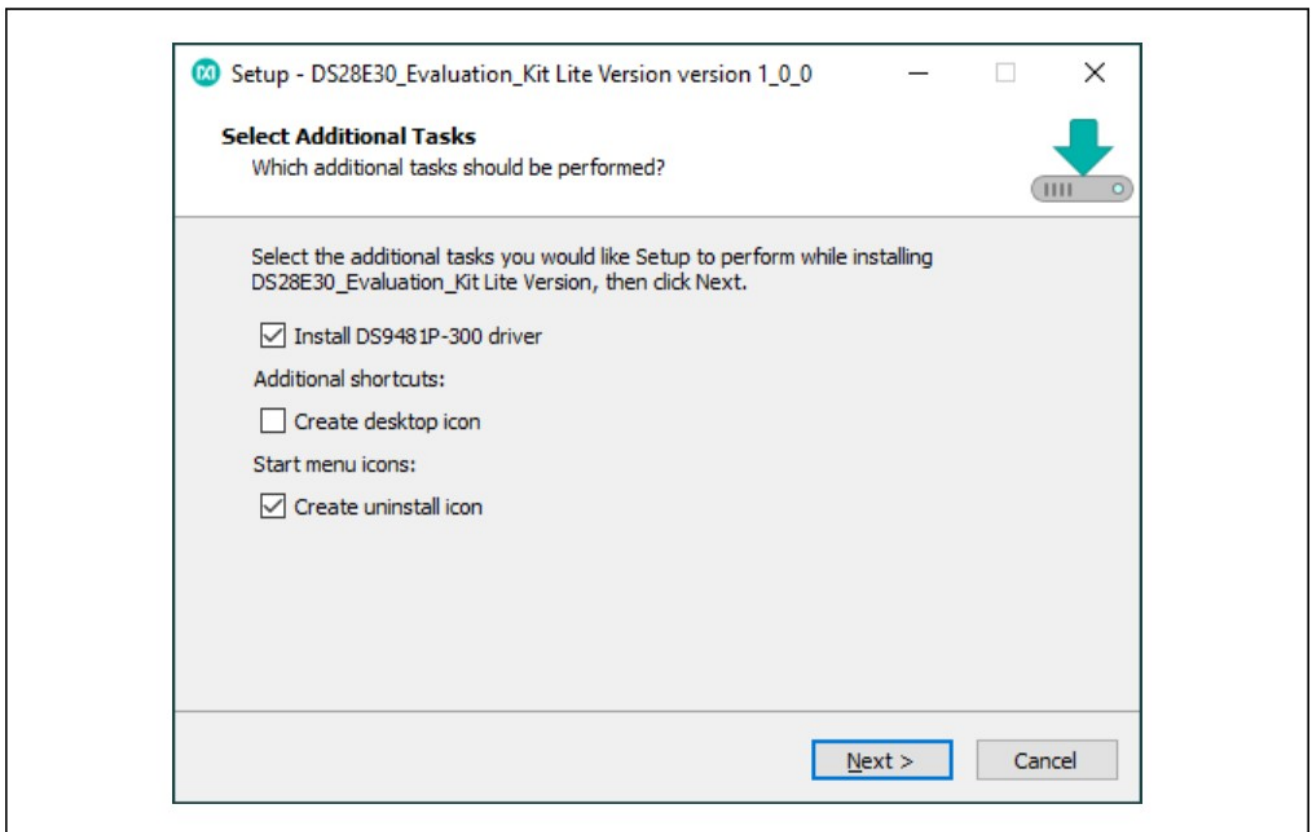 Setup - DS28E30_Evaluation_Kit Lite Version version 1_0_0
Select Additional Tasks
Which additional tasks should be performed?
Select the additional tasks you would like Setup to perform while installing
DS28E30_Evaluation_Kit Lite Version, then click Next.
Install DS9481P-300 driver
Additional shortcuts:
Create desktop icon
Start menu icons:
Create uninstall icon
Next >
Cancel